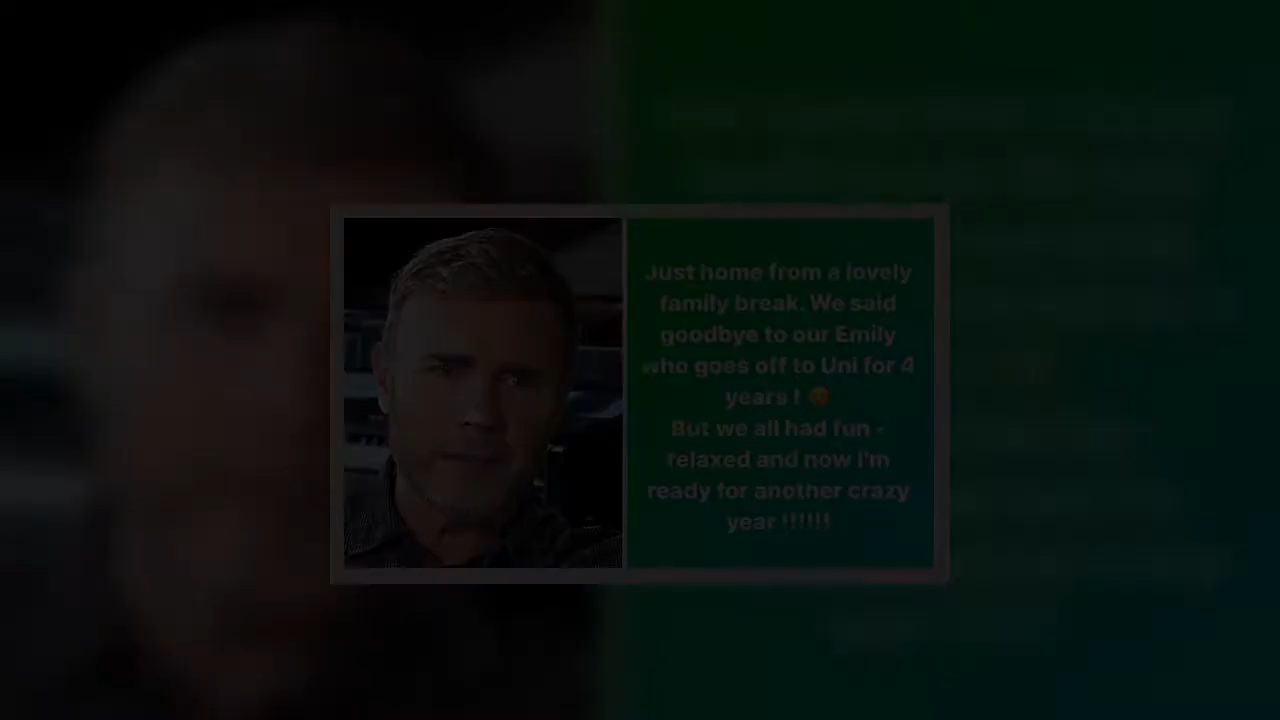 Just home from a lovely
family break. We said
goodbye to our Emily
who goes off to Uni for 4
years ! 😢
But we all had fun -
relaxed and now I'm
ready for another crazy
year !!!!!!